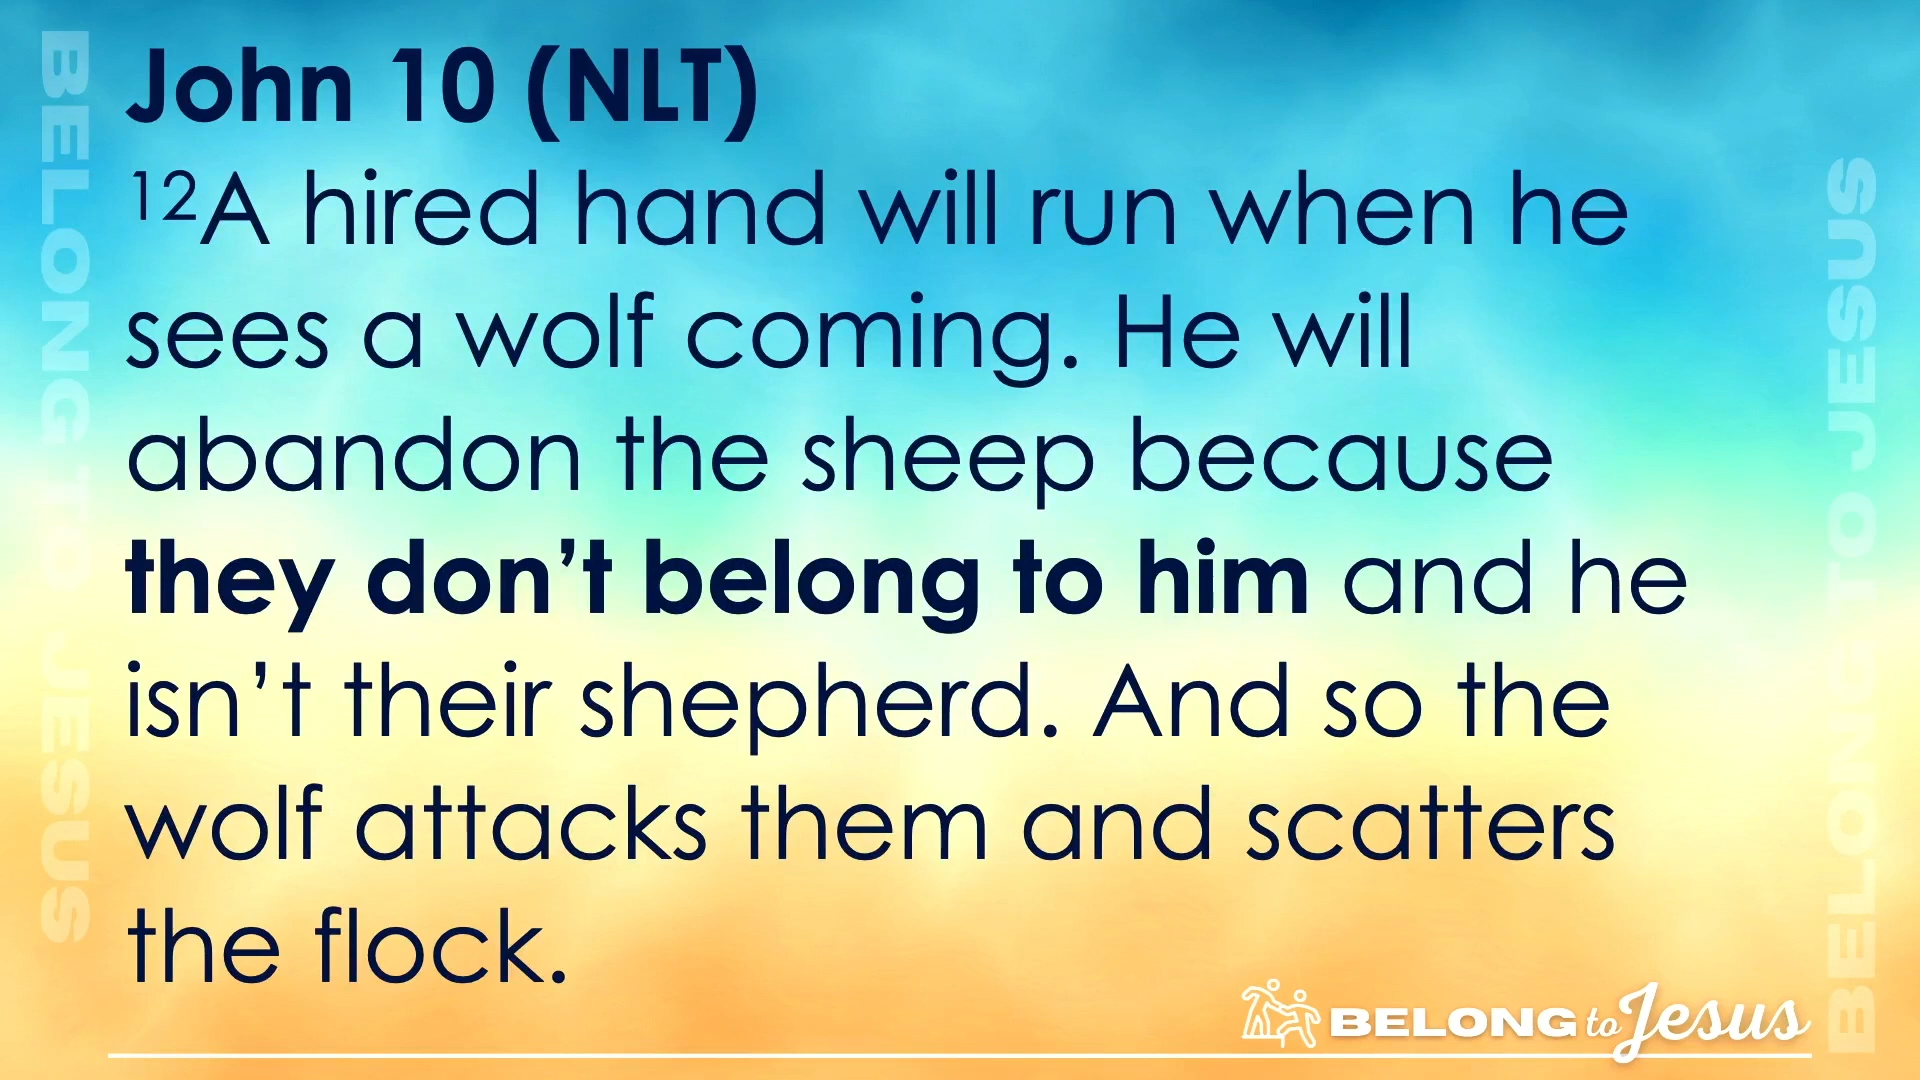 John 10 (NLT)
¹²A hired hand will run when he
sees a wolf coming. He will
abandon the sheep because
they don’t belong to him and he
isn’t their shepherd. And so the
wolf attacks them and scatters
the flock.
BELONG to Jesus
BELONG TO JESUS
BELONG TO JESUS